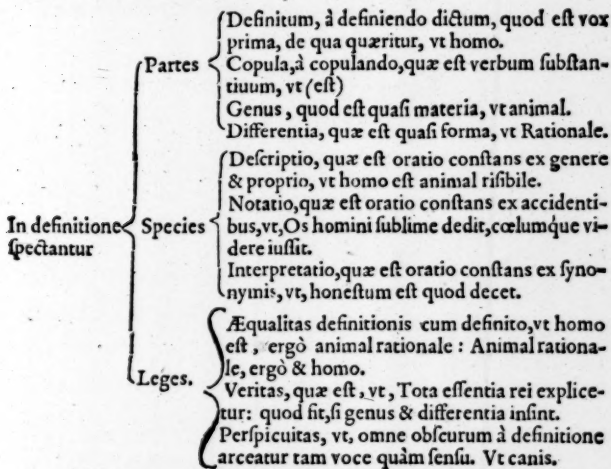 In definitione
ſpectantur
Partes
Definitum, à definiendo dictum, quod eſt vox
prima, de qua quæritur, vt homo.
Copula,à copulando,quæ eſt verbum ſubſtan-
tiuum, vt (eſt)
Genus, quod eſt quaſi materia, vt animal.
Differentia, quæ eſt quaſi forma, vt Rationale.
Species
Deſcriptio, quæ eſt oratio conſtans ex genere
& proprio, vt homo eſt animal riſibile.
Notatio,quæ eſt oratio conſtans ex accidenti-
bus,vt,Os homini ſublime dedit,cœlumq́ue vi-
dere iuſſit.
Interpretatio,quæ eſt oratio conſtans ex ſyno-
nymis, vt, honeſtum eſt quod decet.
Leges.
Æqualitas definitionis cum definito,vt homo
eſt, ergò animal rationale : Animal rationa-
le, ergò & homo.
Veritas, quæ eſt, vt, Tota eſſentia rei explice-
tur: quod fit,ſi genus & differentia inſint.
Perſpicuitas, vt, omne obſcurum à definitione
arceatur tam voce quàm ſenſu. Vt canis.